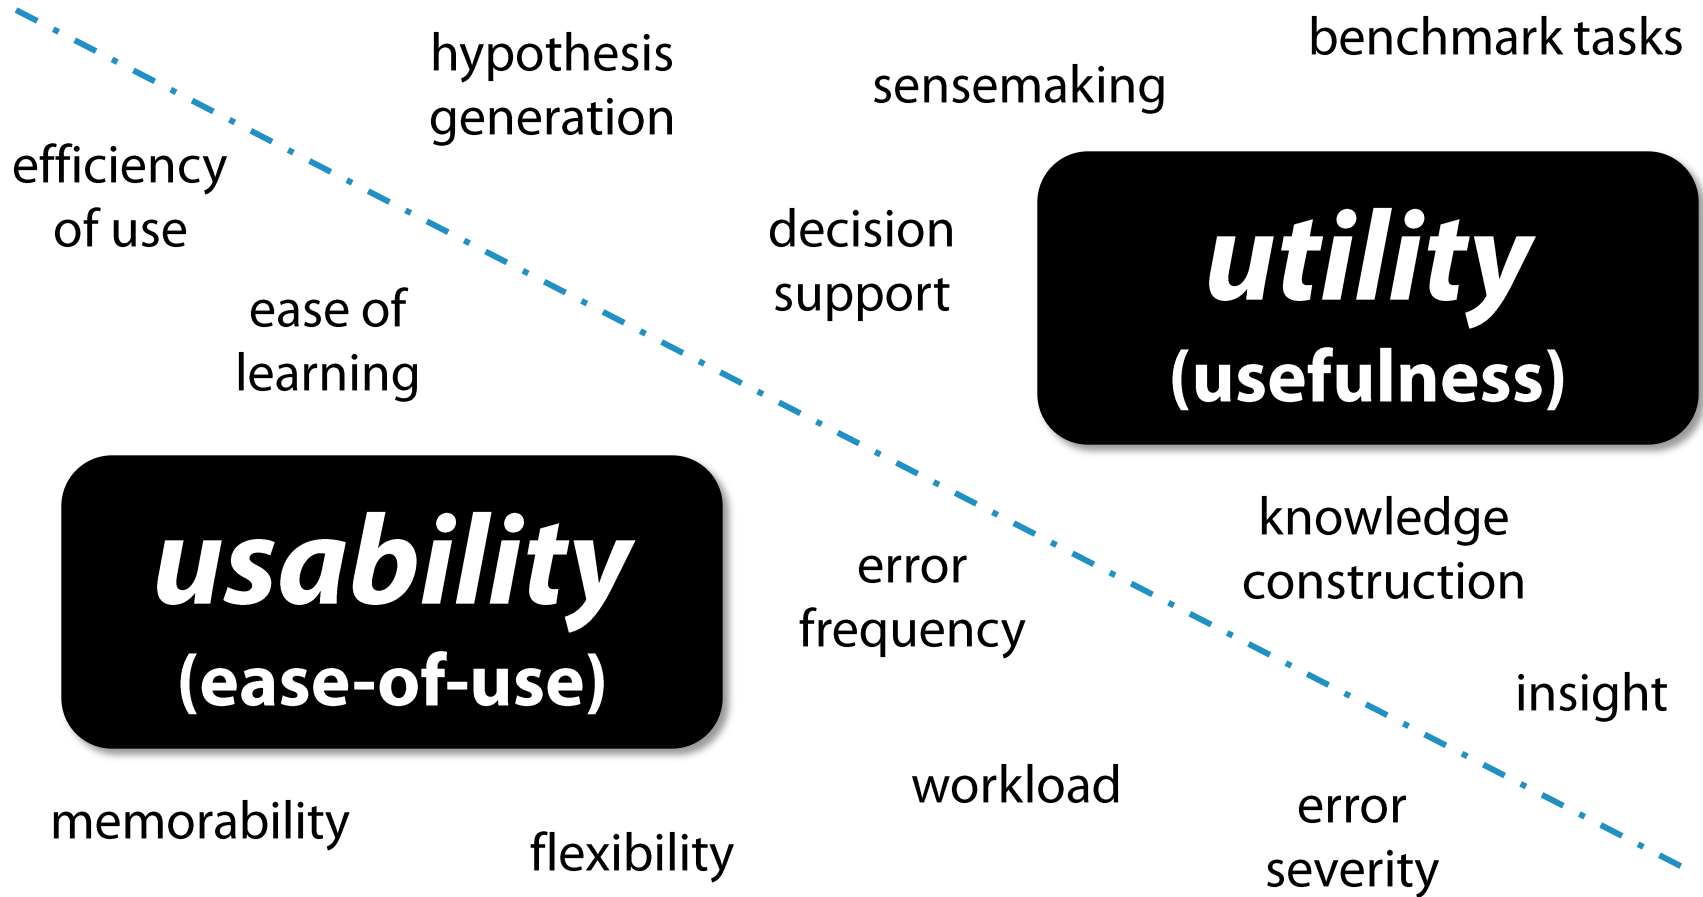 hypothesis
generation
sensemaking
benchmark tasks
efficiency
of use
decision
support
utility
(usefulness)
ease of
learning
usability
(ease-of-use)
error
frequency
knowledge
construction
insight
workload
memorability
flexibility
error
severity